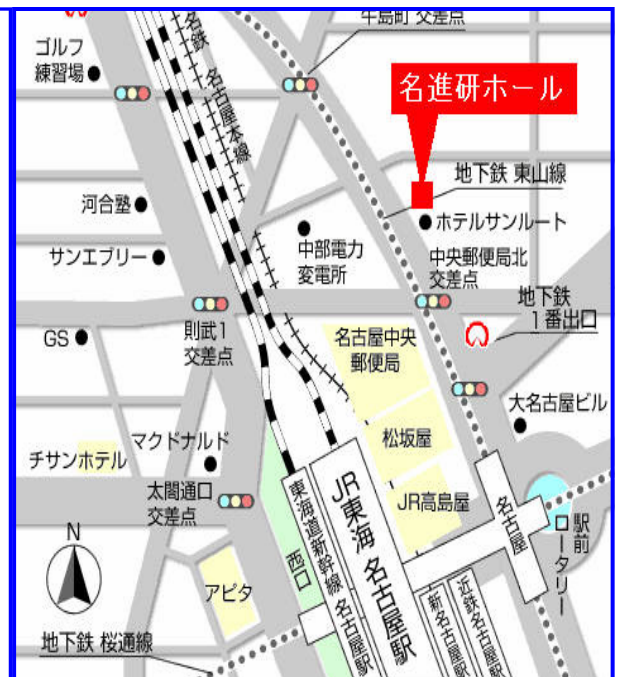 牛島町 交差点
ゴルフ
練習場
名鉄 名古屋本線
名進研ホール
地下鉄 東山線
河合塾
ホテルサンルート
サンエブリー
中部電力
変電所
中央郵便局北
交差点
地下鉄
1番出口
則武1
交差点
GS
名古屋中央
郵便局
大名古屋ビル
マクドナルド
松坂屋
チサンホテル
太閤通口
交差点
JR高島屋
名古屋
駅前
ロータリー
N
西口
東海道新幹線 名古屋駅
JR東海 名古屋駅
新名古屋駅
名鉄
近鉄名古屋駅
アピタ
地下鉄 桜通線